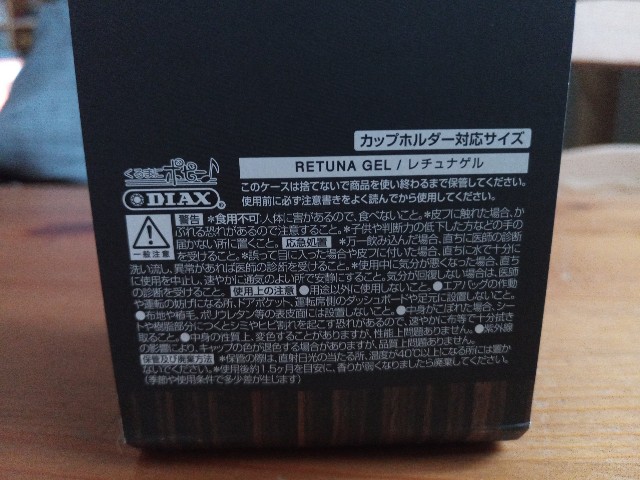 カップホルダー対応サイズ
RETUNA GEL / レチュナゲル
くるまにポピー
DIAX
このケースは捨てないで商品を使い終わるまで保管してください。
使用前に必ず注意書きをよく読んでから使用してください。
一般注意
警告 *食用不可 人体に害があるので、食べないこと。*皮フに触れた場合、か
ぶれる恐れがあるので注意すること。*子供や判断力の低下した方などの手の
届かない所に置くこと。 応急処置 *万一飲み込んだ場合、直ちに医師の診断
を受けること。*誤って目に入った場合や皮フに付いた場合、直ちに水で十分に
洗い流し、異常があれば医師の診断を受けること。*使用中に気分が悪くなった場合、直ち
に使用を中止し、速やかに通気のよい所で安静にすること。気分が回復しない場合は、医師
の診断を受けること。 使用上の注意 ●用途以外に使用しないこと。●エアバッグの作動
や運転の妨げになる所、ドアポケット、運転席側のダッシュボードや足元に設置しないこと。
●布地や植毛、ポリウレタン等の表皮面には設置しないこと。●中身がこぼれた場合、シー
トや樹脂部分につくとシミやヒビ割れを起こす恐れがあるので、速やかに布等で十分拭き
取ること。●中身の性質上、変色することがありますが、性能上問題ありません。●紫外線
の影響により、キャップの色が退色する場合がありますが、品質上問題ありません。
保管及び廃棄方法 *保管の際は、直射日光の当たる所、温度が40℃以上になる所には置か
ないでください。*使用後約1.5ヶ月を目安に、香りが弱くなりましたら廃棄してください。
(季節や使用条件で多少差が生じます)